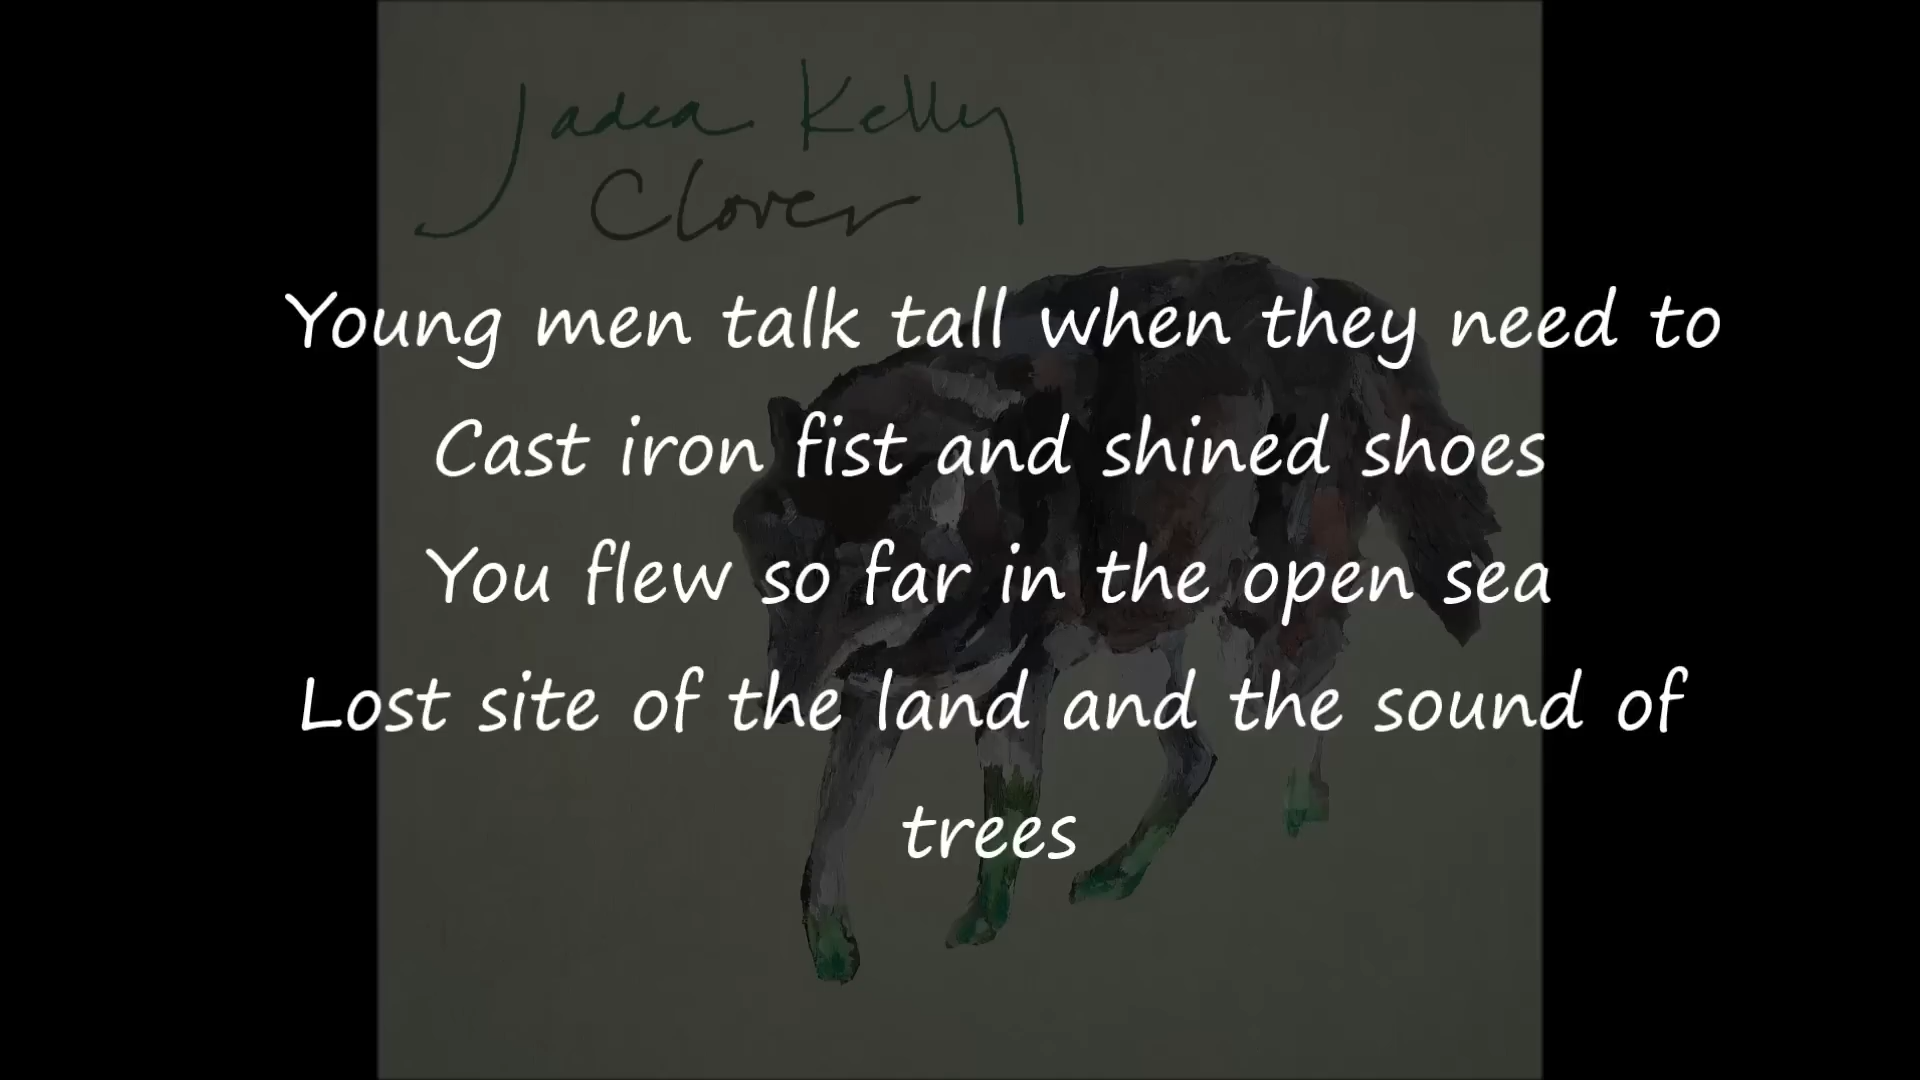 Jadea Kelly
Clover
Young men talk tall when they need to
Cast iron fist and shined shoes
You flew so far in the open sea
Lost site of the land and the sound of
trees